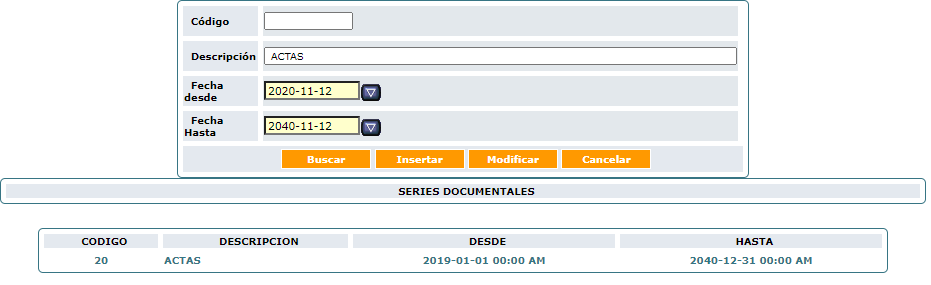 Código
Descripción ACTAS
Fecha
desde
2020-11-12
Fecha
Hasta
2040-11-12
Buscar Insertar Modificar Cancelar
SERIES DOCUMENTALES
CODIGO DESCRIPCION DESDE HASTA
20 ACTAS 2019-01-01 00:00 AM 2040-12-31 00:00 AM